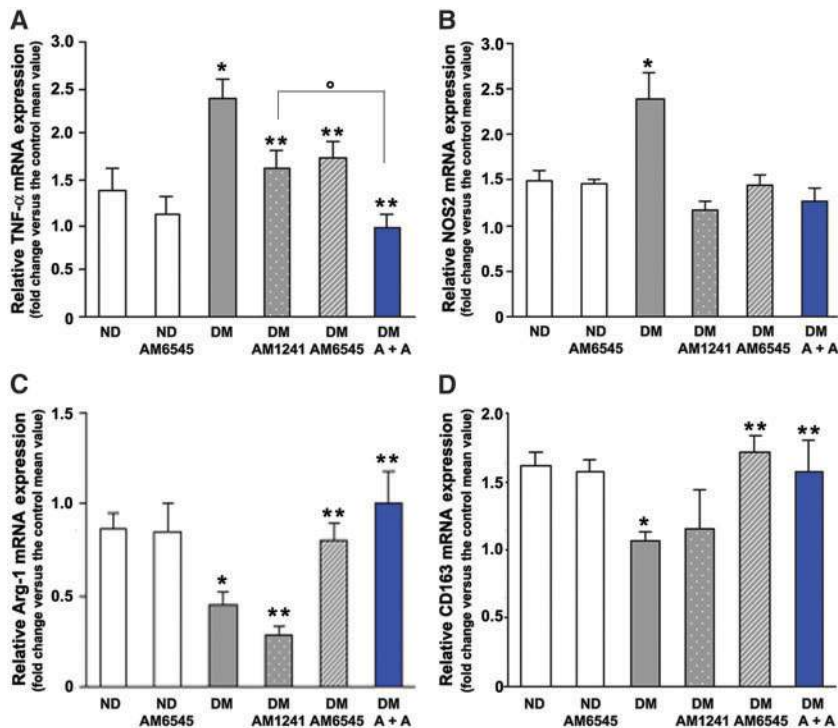 A
Relative TNF-α mRNA expression
(fold change versus the control mean value)
3.0
2.5
2.0
1.5
1.0
0.5
0
*
**
**
°
**
ND
ND
AM6545
DM
DM
AM1241
DM
AM6545
DM
A + A
B
Relative NOS2 mRNA expression
(fold change versus the control mean value)
3.0
2.5
2.0
1.5
1.0
0.5
0
*
ND
ND
AM6545
DM
DM
AM1241
DM
AM6545
DM
A + A
C
Relative Arg-1 mRNA expression
(fold change versus the control mean value)
1.5
1.0
0.5
0
*
**
**
**
ND
ND
AM6545
DM
DM
AM1241
DM
AM6545
DM
A + A
D
Relative CD163 mRNA expression
(fold change versus the control mean value)
2.0
1.5
1.0
0.5
0
*
**
**
ND
ND
AM6545
DM
DM
AM1241
DM
AM6545
DM
A + A